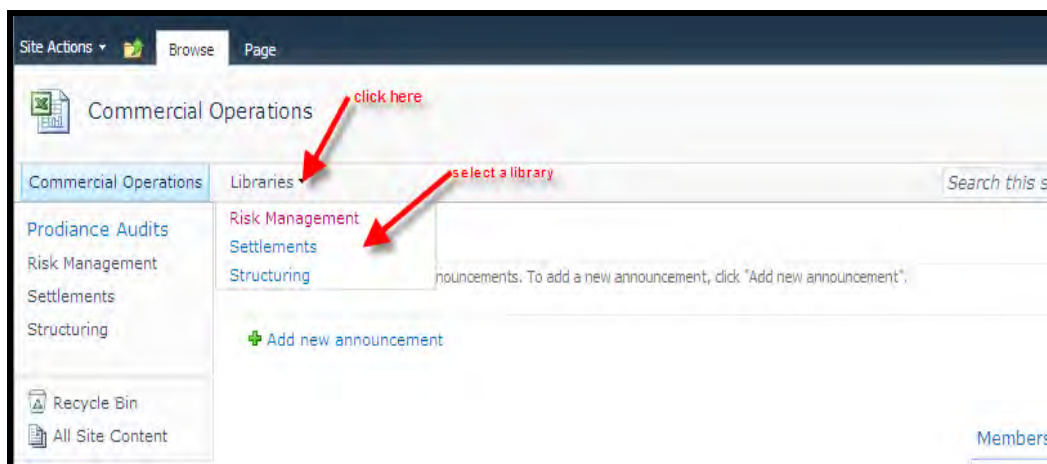 Site Actions Browse Page
click here
Commercial Operations
select a library
Commercial Operations Libraries Search this s
Prodiance Audits
Risk Management
Settlements
Structuring
Risk Management
Settlements
Structuring
nouncements. To add a new announcement, click "Add new announcement".
Add new announcement
Recycle Bin
All Site Content
Members